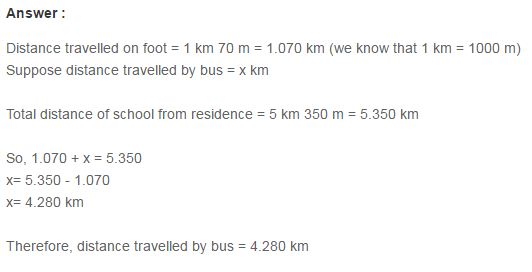 Answer :
Distance travelled on foot = 1 km 70 m = 1.070 km (we know that 1 km = 1000 m)
Suppose distance travelled by bus = x km
Total distance of school from residence = 5 km 350 m = 5.350 km
So, 1.070 + x = 5.350
x= 5.350 - 1.070
x= 4.280 km
Therefore, distance travelled by bus = 4.280 km